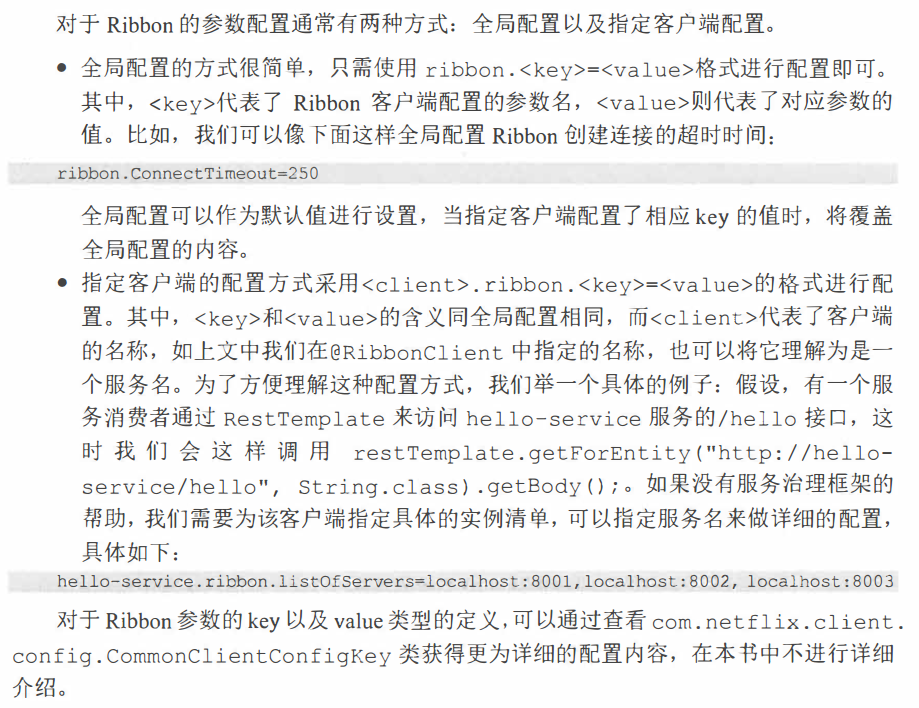 对于 Ribbon 的参数配置通常有两种方式：全局配置以及指定客户端配置。
● 全局配置的方式很简单，只需使用 ribbon.<key>=<value>格式进行配置即可。
其中，<key>代表了 Ribbon 客户端配置的参数名，<value>则代表了对应参数的
值。比如，我们可以像下面这样全局配置 Ribbon 创建连接的超时时间：
ribbon.ConnectTimeout=250
全局配置可以作为默认值进行设置，当指定客户端配置了相应 key 的值时，将覆盖
全局配置的内容。
● 指定客户端的配置方式采用<client>.ribbon.<key>=<value>的格式进行配
置。其中，<key>和<value>的含义同全局配置相同，而<client>代表了客户端
的名称，如上文中我们在@RibbonClient 中指定的名称，也可以将它理解为是一
个服务名。为了方便理解这种配置方式，我们举一个具体的例子：假设，有一个服
务消费者通过 RestTemplate 来访问 hello-service 服务的/hello 接口，这
时我们会这样调用 restTemplate.getForEntity("http://hello-
service/hello", String.class).getBody();。如果没有服务治理框架的
帮助，我们需要为该客户端指定具体的实例清单，可以指定服务名来做详细的配置，
具体如下：
hello-service.ribbon.listOfServers=localhost:8001,localhost:8002, localhost:8003
对于 Ribbon 参数的 key 以及 value 类型的定义，可以通过查看 com.netflix.client.
config.CommonClientConfigKey 类获得更为详细的配置内容，在本书中不进行详细
介绍。